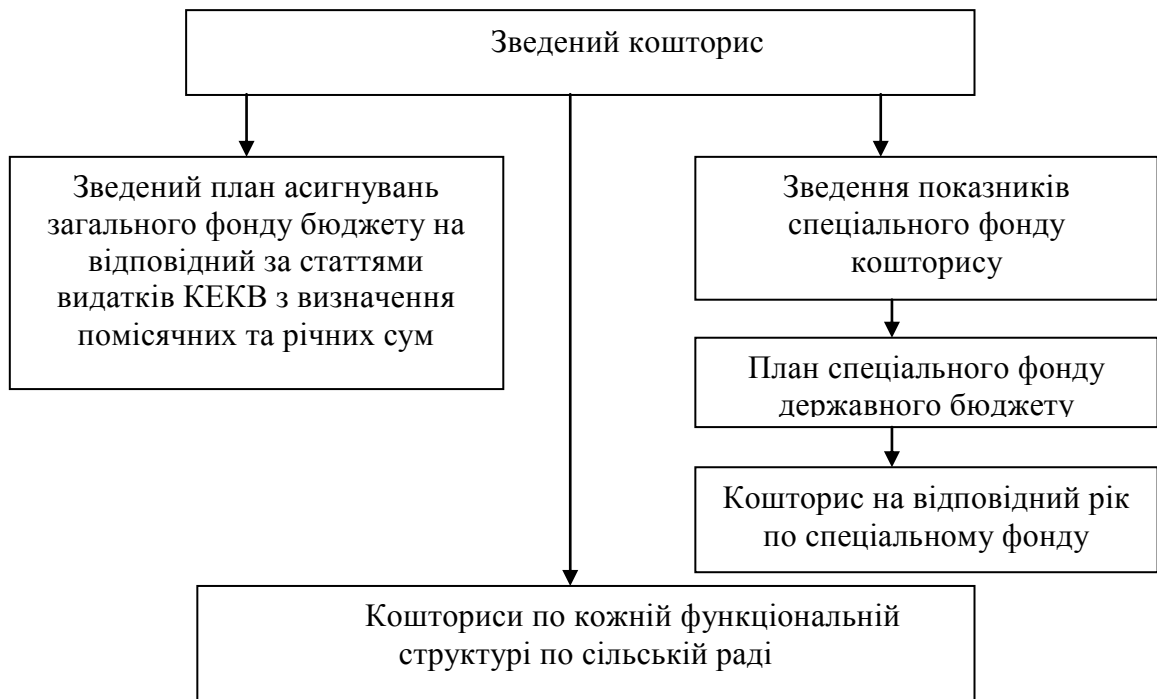 Зведений кошторис
Зведений план асигнувань
загального фонду бюджету на
відповідний за статтями
видатків КЕКВ з визначення
помісячних та річних сум
Зведення показників
спеціального фонду
кошторису
План спеціального фонду
державного бюджету
Кошторис на відповідний рік
по спеціальному фонду
Кошториси по кожній функціональній
структурі по сільській раді